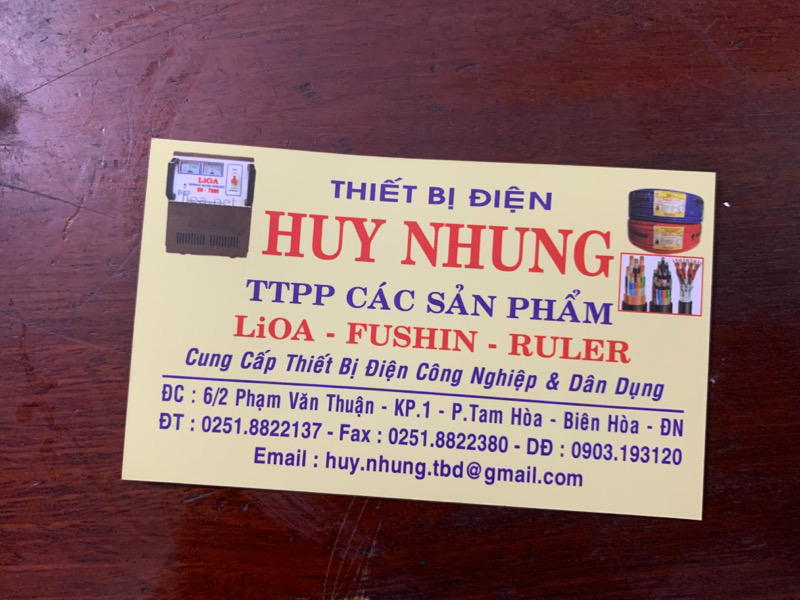 THIẾT BỊ ĐIỆN
HUY NHUNG
TTPP CÁC SẢN PHẨM
LiOA - FUSHIN - RULER
Cung Cấp Thiết Bị Điện Công Nghiệp & Dân Dụng
ĐC : 6/2 Phạm Văn Thuận - KP.1 - P.Tam Hòa - Biên Hòa - ĐN
ĐT : 0251.8822137 - Fax : 0251.8822380 - DĐ : 0903.193120
Email : huy.nhung.tbd@gmail.com
LiOA